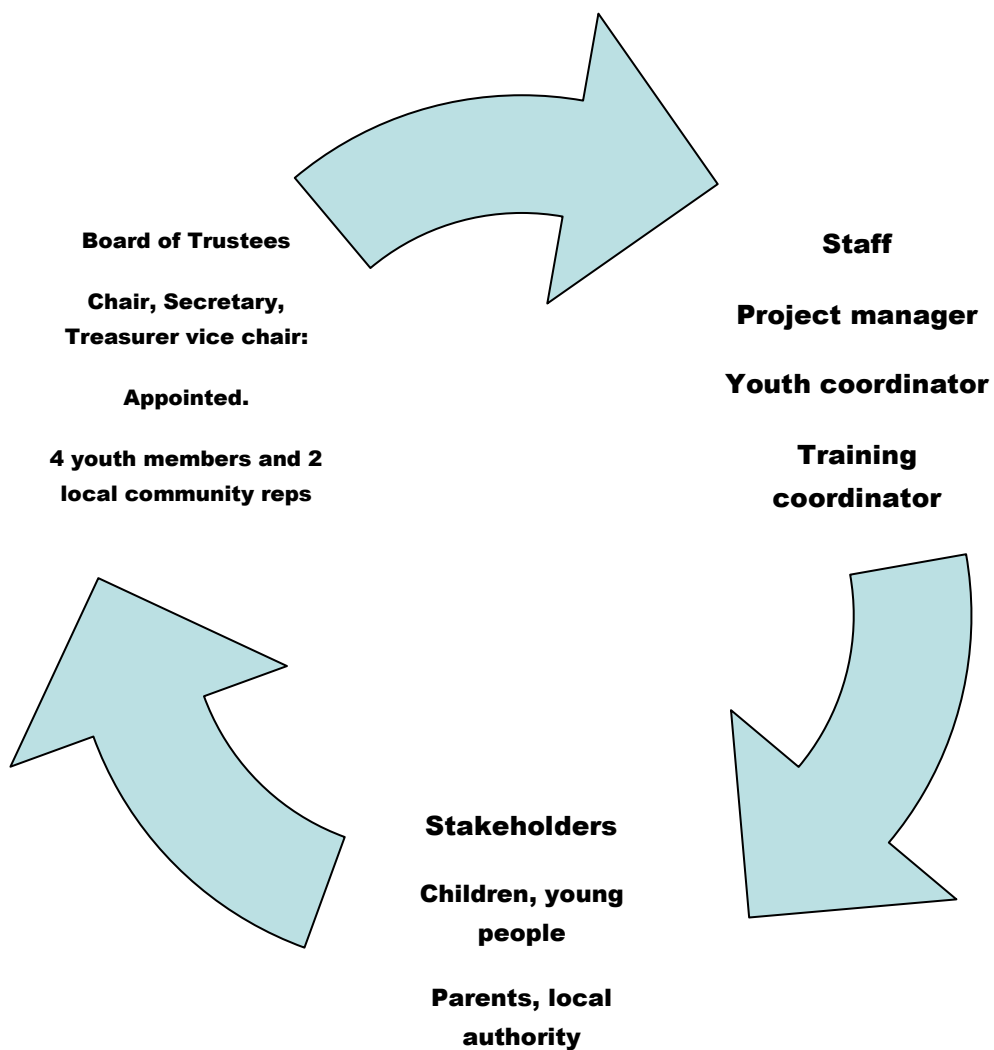 Board of Trustees
Chair, Secretary,
Treasurer vice chair:
Appointed.
4 youth members and 2
local community reps
Staff
Project manager
Youth coordinator
Training
coordinator
Stakeholders
Children, young
people
Parents, local
authority